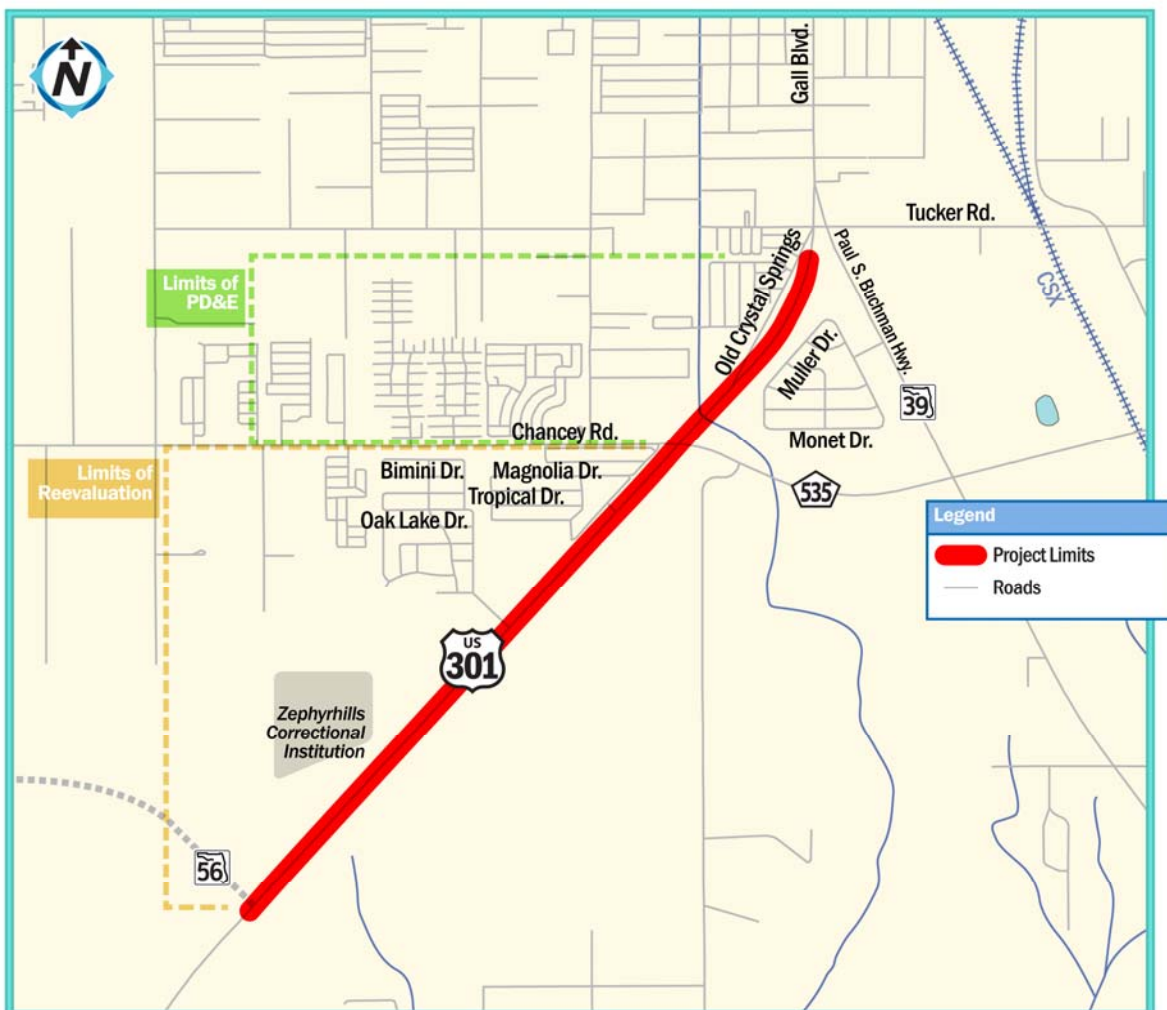 N
Gall Blvd.
Tucker Rd.
Limits of
PD&E
Old Crystal Springs
Paul S. Buchman Hwy.
CSX
Muller Dr.
39
Chancey Rd.
Monet Dr.
Limits of
Reevaluation
Bimini Dr.
Magnolia Dr.
Tropical Dr.
535
Oak Lake Dr.
Legend
Project Limits
Roads
US
301
Zephyrhills
Correctional
Institution
56